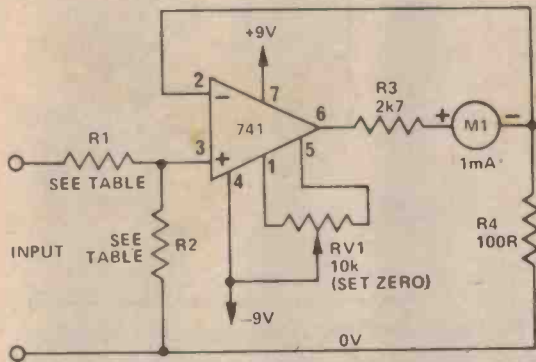 +9V
2
7
R3
2k7
–
6
+
–
M1
741
R1
3
+
5
1mA
SEE TABLE
4
1
SEE
TABLE
R2
R4
100R
INPUT
RV1
10k
(SET ZERO)
–9V
0V